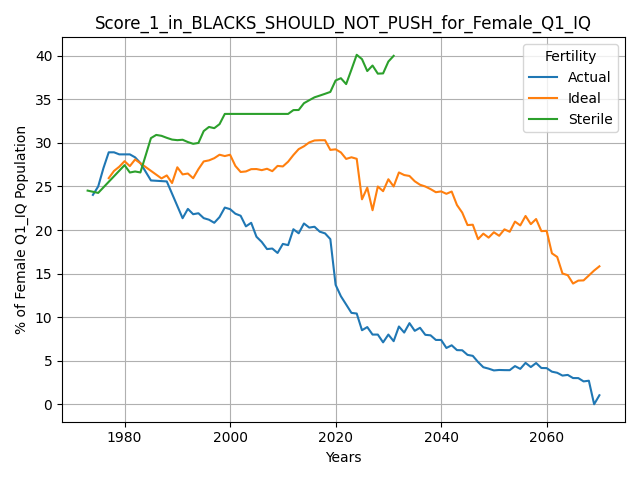 Score_1_in_BLACKS_SHOULD_NOT_PUSH_for_Female_Q1_IQ
Fertility
Actual
Ideal
Sterile
% of Female Q1_IQ Population
40
35
30
25
20
15
10
5
0
1980 2000 2020 2040 2060
Years